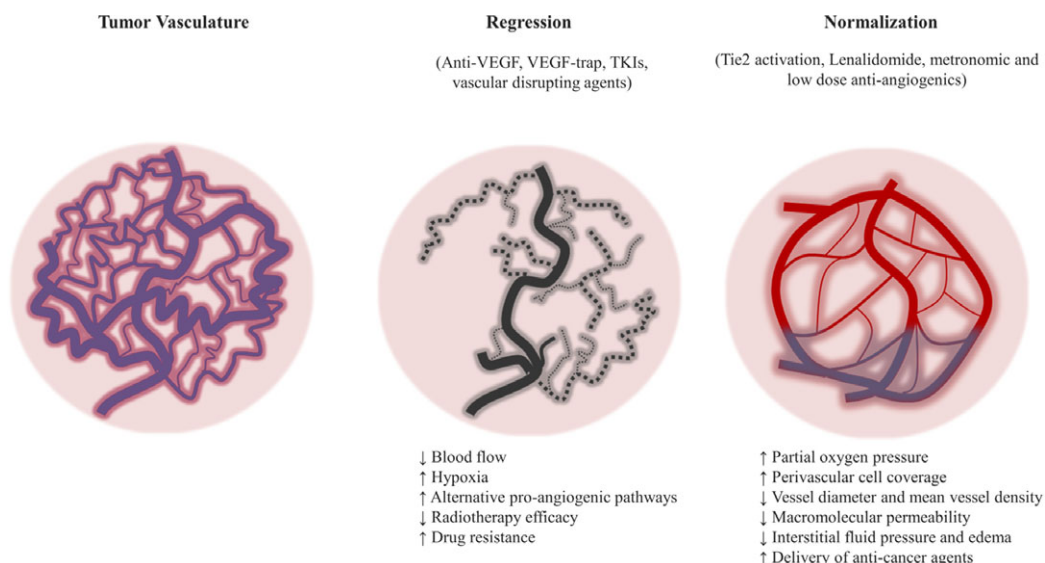 Tumor Vasculature
Regression
Normalization
(Anti-VEGF, VEGF-trap, TKIs,
vascular disrupting agents)
(Tie2 activation, Lenalidomide, metronomic and
low dose anti-angiogenics)
↓ Blood flow
↑ Hypoxia
↑ Alternative pro-angiogenic pathways
↓ Radiotherapy efficacy
↑ Drug resistance
↑ Partial oxygen pressure
↑ Perivascular cell coverage
↓ Vessel diameter and mean vessel density
↓ Macromolecular permeability
↓ Interstitial fluid pressure and edema
↑ Delivery of anti-cancer agents